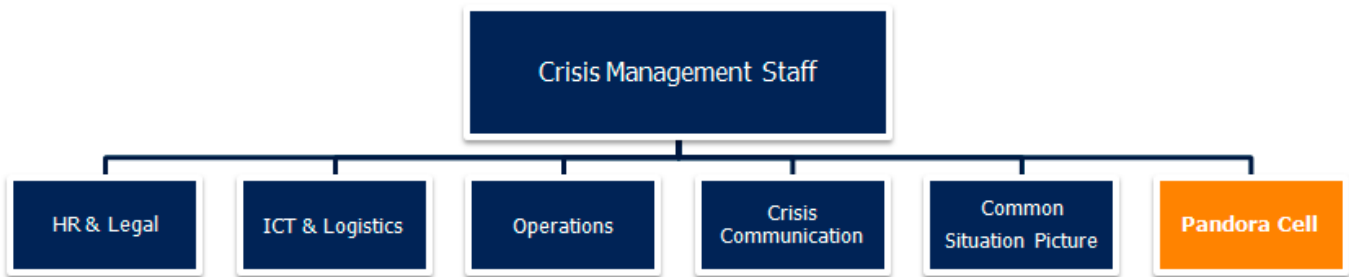 Crisis Management Staff
HR & Legal
ICT & Logistics
Operations
Crisis
Communication
Common
Situation Picture
Pandora Cell